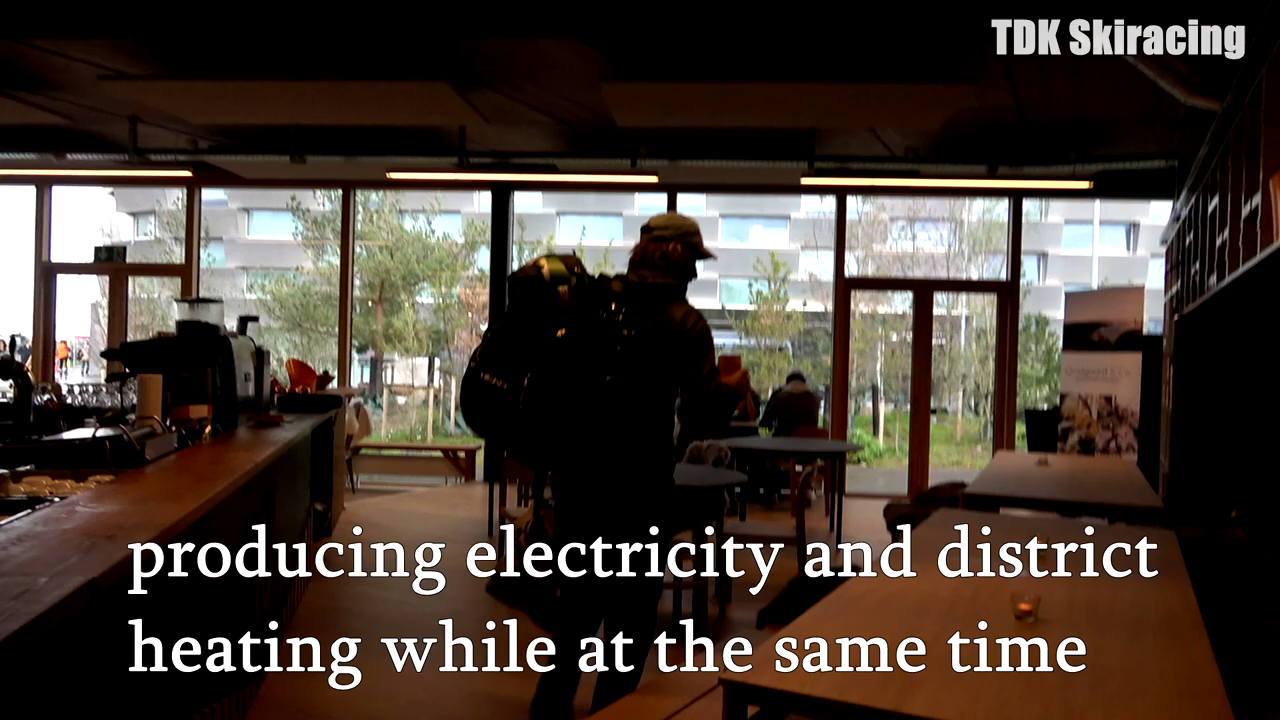 TDK Skiracing
producing electricity and district
heating while at the same time